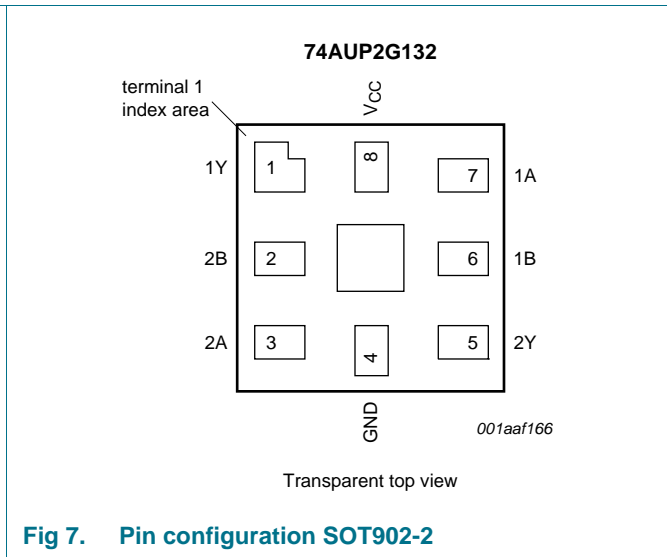 74AUP2G132
terminal 1
index area
VCC
1Y 1 8 7 1A
2B 2 6 1B
2A 3 4 5 2Y
GND
001aaf166
Transparent top view
Fig 7. Pin configuration SOT902-2